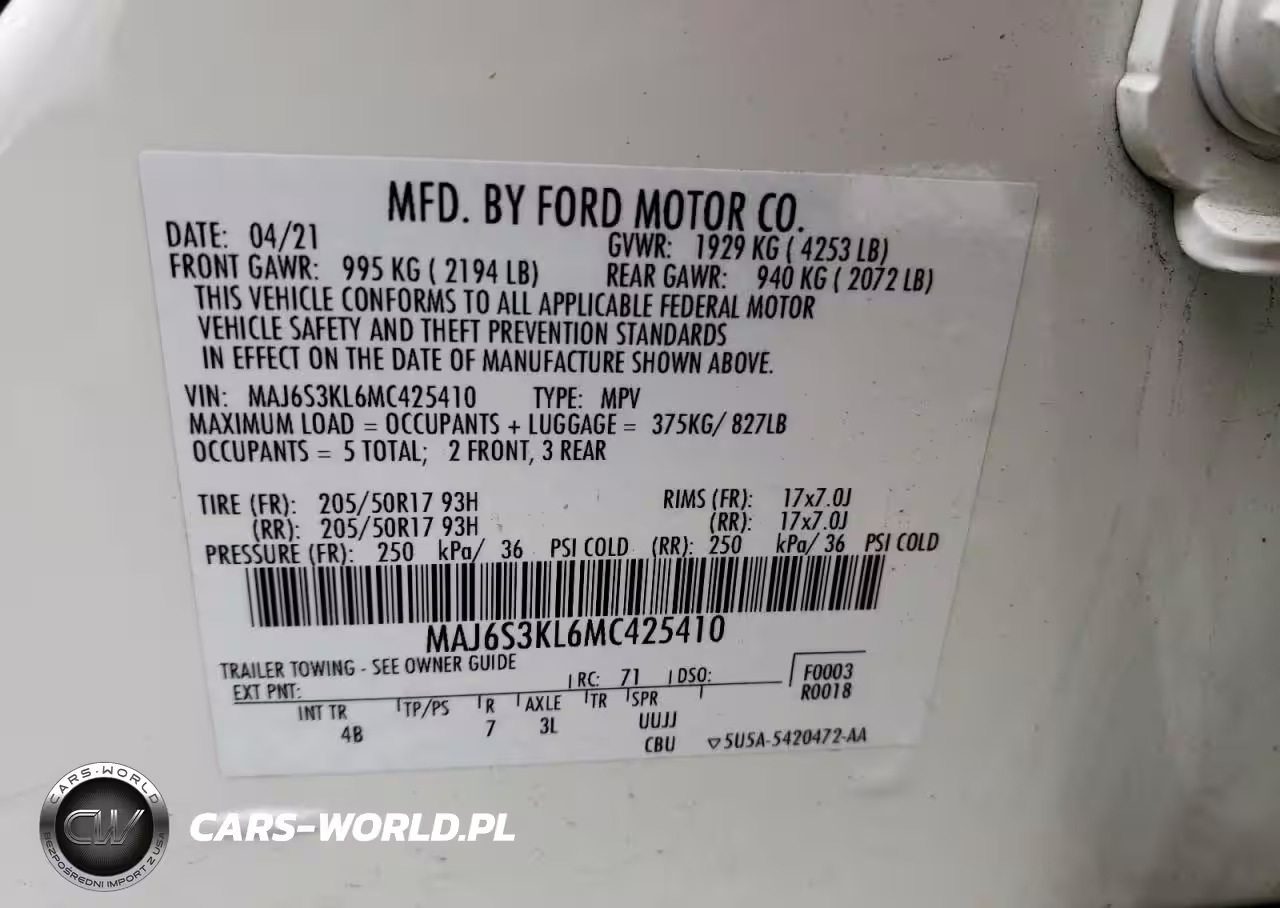 MFD. BY FORD MOTOR CO.
DATE: 04/21 GVWR: 1929 KG ( 4253 LB)
FRONT GAWR: 995 KG ( 2194 LB) REAR GAWR: 940 KG ( 2072 LB)
THIS VEHICLE CONFORMS TO ALL APPLICABLE FEDERAL MOTOR
VEHICLE SAFETY AND THEFT PREVENTION STANDARDS
IN EFFECT ON THE DATE OF MANUFACTURE SHOWN ABOVE.
VIN: MAJ6S3KL6MC425410 TYPE: MPV
MAXIMUM LOAD = OCCUPANTS + LUGGAGE = 375KG/ 827LB
OCCUPANTS = 5 TOTAL; 2 FRONT, 3 REAR
TIRE (FR): 205/50R17 93H RIMS (FR): 17x7.0J
(RR): 205/50R17 93H (RR): 17x7.0J
PRESSURE (FR): 250 kPa/ 36 PSI COLD (RR): 250 kPa/ 36 PSI COLD
MAJ6S3KL6MC425410
TRAILER TOWING - SEE OWNER GUIDE
EXT PNT: RC: 71 DSO: F0003
R0018
INT TR TP/PS R AXLE TR SPR
4B 7 3L UUJJ
CBU 5U5A-5420472-AA
CARS-WORLD
CW
BEZPOŚREDNI IMPORT Z USA
CARS-WORLD.PL